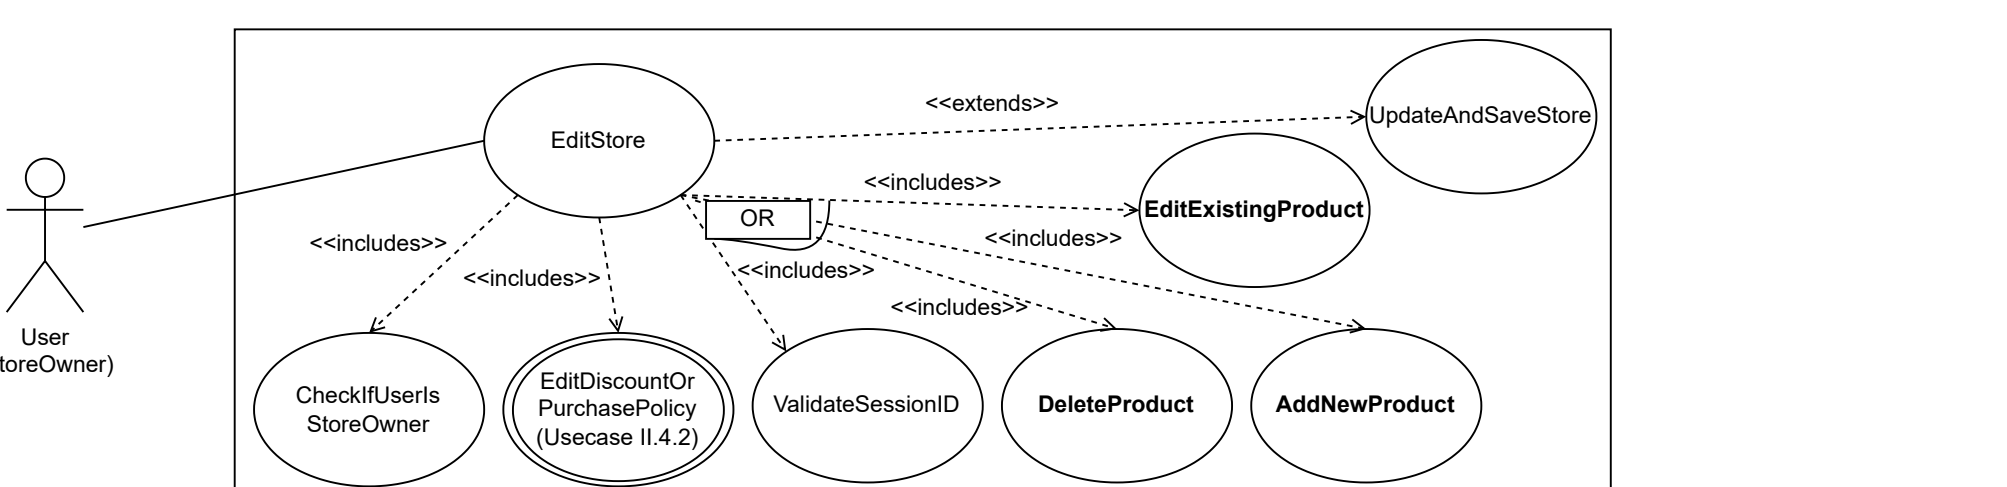 <<extends>>
UpdateAndSaveStore
EditStore
<<includes>>
EditExistingProduct
OR
<<includes>>
<<includes>>
<<includes>>
<<includes>>
<<includes>>
User
toreOwner)
CheckIfUserIs
StoreOwner
EditDiscountOr
PurchasePolicy
(Usecase II.4.2)
ValidateSessionID
DeleteProduct
AddNewProduct